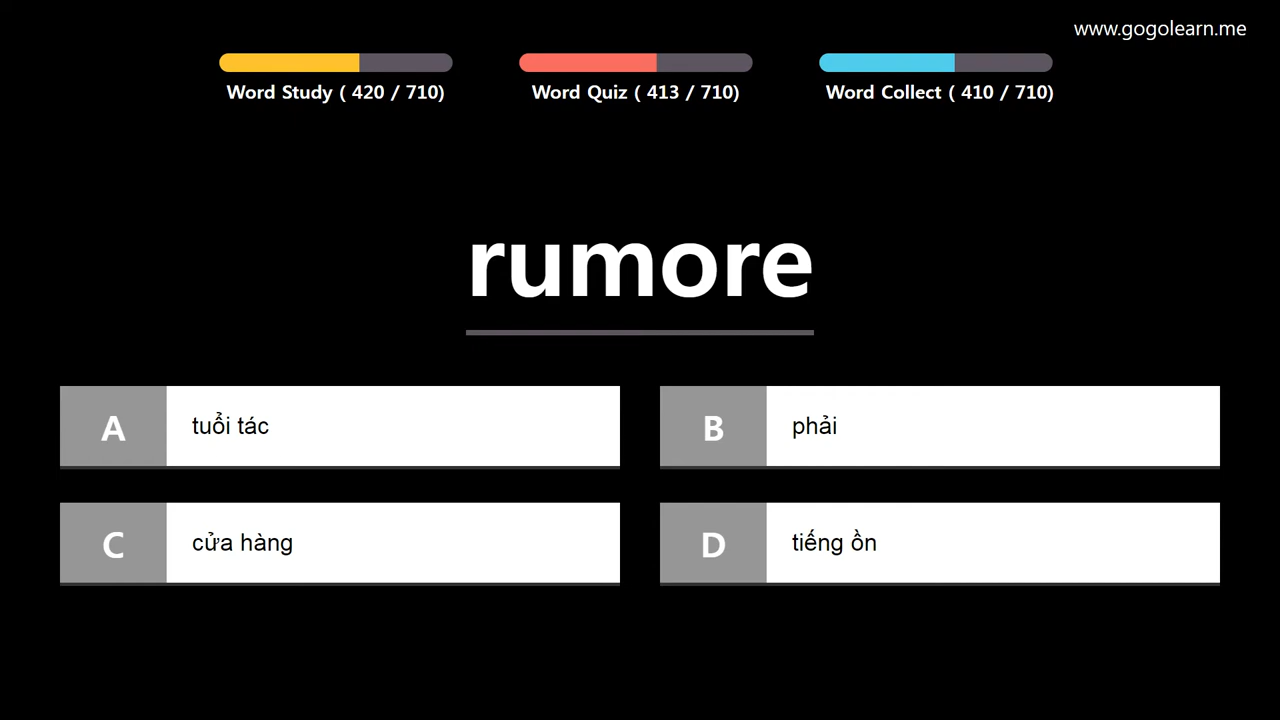 www.gogolearn.me
Word Study ( 420 / 710)
Word Quiz ( 413 / 710)
Word Collect ( 410 / 710)
rumore
A tuổi tác
B phải
C cửa hàng
D tiếng ồn